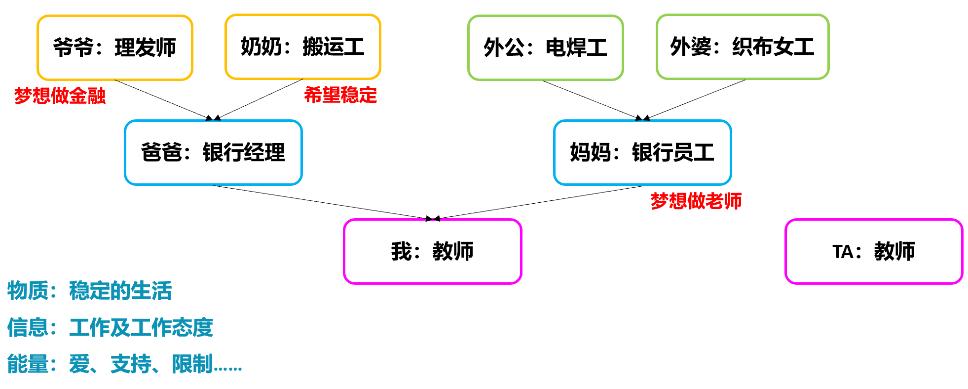 爷爷：理发师
奶奶：搬运工
外公：电焊工
外婆：织布女工
梦想做金融
希望稳定
爸爸：银行经理
妈妈：银行员工
梦想做老师
我：教师
TA：教师
物质：稳定的生活
信息：工作及工作态度
能量：爱、支持、限制……